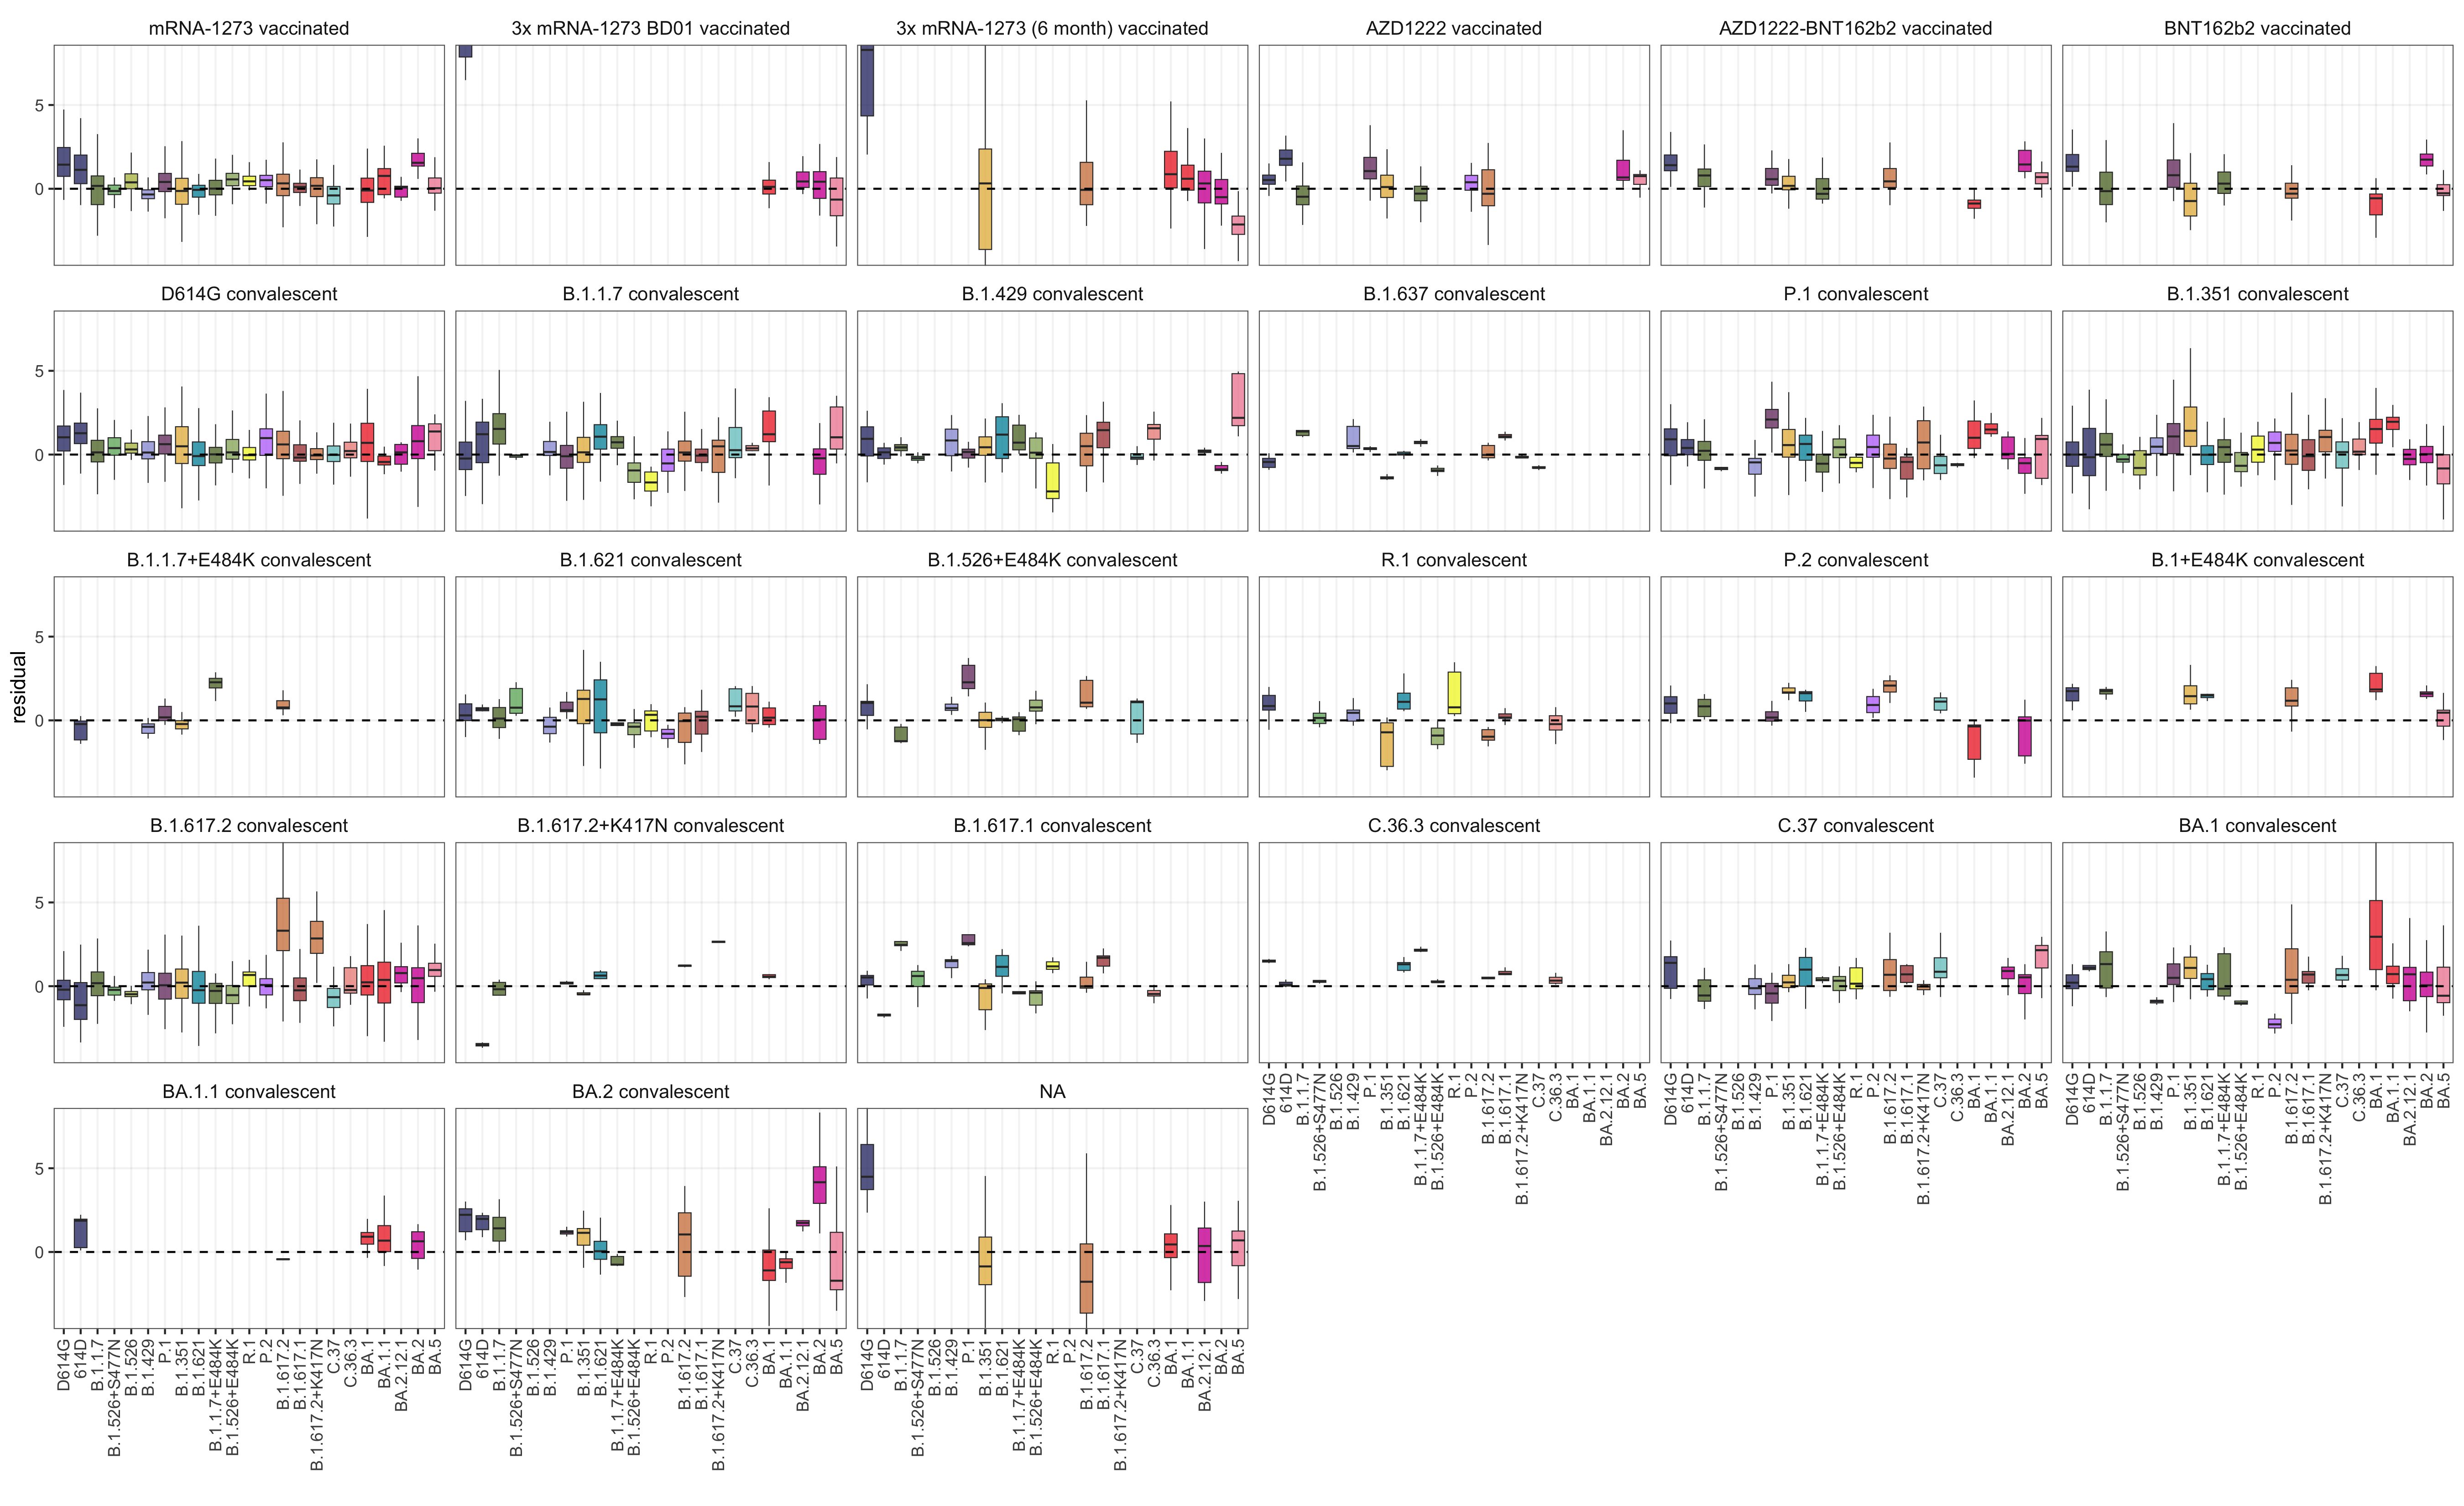 mRNA-1273 vaccinated
3x mRNA-1273 BD01 vaccinated
3x mRNA-1273 (6 month) vaccinated
AZD1222 vaccinated
AZD1222-BNT162b2 vaccinated
BNT162b2 vaccinated
5
0
D614G convalescent
B.1.1.7 convalescent
B.1.429 convalescent
B.1.637 convalescent
P.1 convalescent
B.1.351 convalescent
5
0
B.1.1.7+E484K convalescent
B.1.621 convalescent
B.1.526+E484K convalescent
R.1 convalescent
P.2 convalescent
B.1+E484K convalescent
5
0
residual
B.1.617.2 convalescent
B.1.617.2+K417N convalescent
B.1.617.1 convalescent
C.36.3 convalescent
C.37 convalescent
BA.1 convalescent
5
0
D614G
614D
B.1.1.7
B.1.526+S477N
B.1.526
B.1.429
P.1
B.1.351
B.1.621
B.1.1.7+E484K
B.1.526+E484K
R.1
P.2
B.1.617.2
B.1.617.1
B.1.617.2+K417N
C.37
C.36.3
BA.1
BA.1.1
BA.2.12.1
BA.2
BA.5
D614G
614D
B.1.1.7
B.1.526+S477N
B.1.526
B.1.429
P.1
B.1.351
B.1.621
B.1.1.7+E484K
B.1.526+E484K
R.1
P.2
B.1.617.2
B.1.617.1
B.1.617.2+K417N
C.37
C.36.3
BA.1
BA.1.1
BA.2.12.1
BA.2
BA.5
D614G
614D
B.1.1.7
B.1.526+S477N
B.1.526
B.1.429
P.1
B.1.351
B.1.621
B.1.1.7+E484K
B.1.526+E484K
R.1
P.2
B.1.617.2
B.1.617.1
B.1.617.2+K417N
C.37
C.36.3
BA.1
BA.1.1
BA.2.12.1
BA.2
BA.5
BA.1.1 convalescent
BA.2 convalescent
NA
5
0
D614G
614D
B.1.1.7
B.1.526+S477N
B.1.526
B.1.429
P.1
B.1.351
B.1.621
B.1.1.7+E484K
B.1.526+E484K
R.1
P.2
B.1.617.2
B.1.617.1
B.1.617.2+K417N
C.37
C.36.3
BA.1
BA.1.1
BA.2.12.1
BA.2
BA.5
D614G
614D
B.1.1.7
B.1.526+S477N
B.1.526
B.1.429
P.1
B.1.351
B.1.621
B.1.1.7+E484K
B.1.526+E484K
R.1
P.2
B.1.617.2
B.1.617.1
B.1.617.2+K417N
C.37
C.36.3
BA.1
BA.1.1
BA.2.12.1
BA.2
BA.5
D614G
614D
B.1.1.7
B.1.526+S477N
B.1.526
B.1.429
P.1
B.1.351
B.1.621
B.1.1.7+E484K
B.1.526+E484K
R.1
P.2
B.1.617.2
B.1.617.1
B.1.617.2+K417N
C.37
C.36.3
BA.1
BA.1.1
BA.2.12.1
BA.2
BA.5